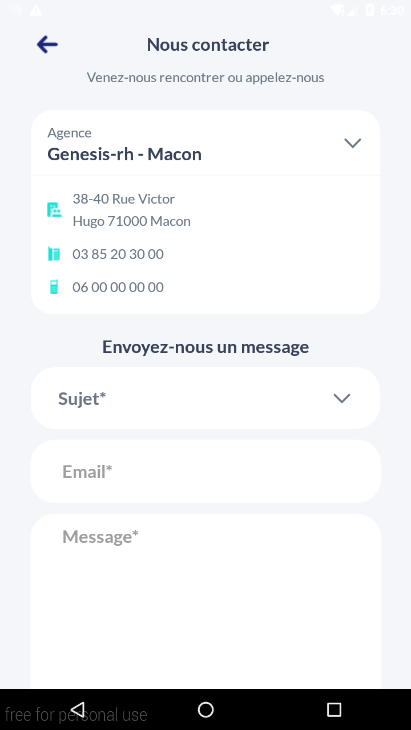 6:30
Nous contacter
Venez-nous rencontrer ou appelez-nous
Agence
Genesis-rh - Macon
38-40 Rue Victor
Hugo 71000 Macon
03 85 20 30 00
06 00 00 00 00
Envoyez-nous un message
Sujet*
Email*
Message*
free for personal use